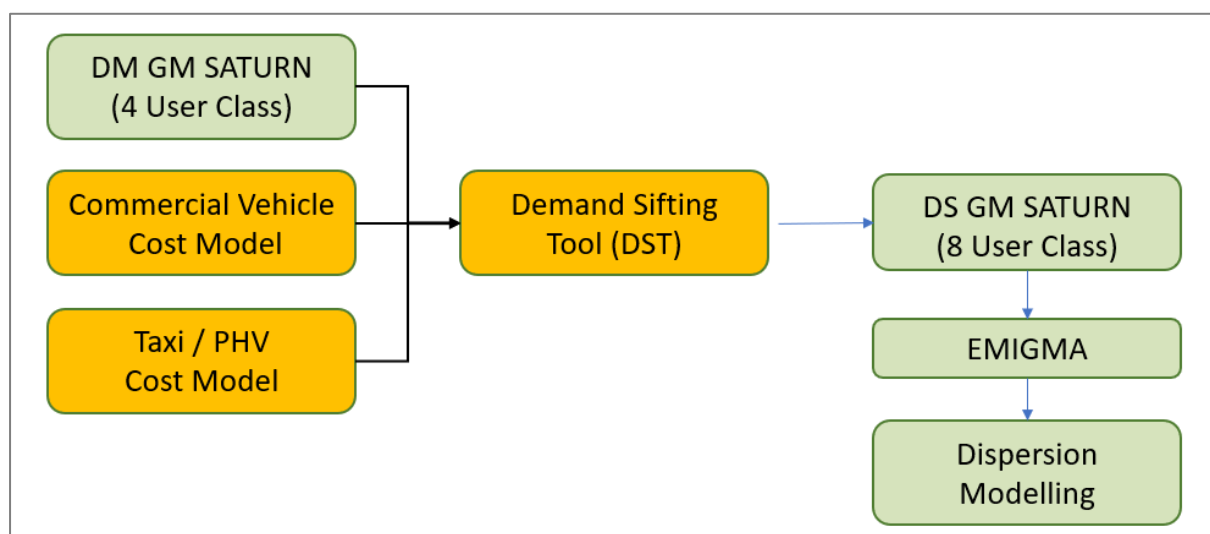 DM GM SATURN
(4 User Class)
Commercial Vehicle
Cost Model
Taxi / PHV
Cost Model
Demand Sifting
Tool (DST)
DS GM SATURN
(8 User Class)
EMIGMA
Dispersion
Modelling